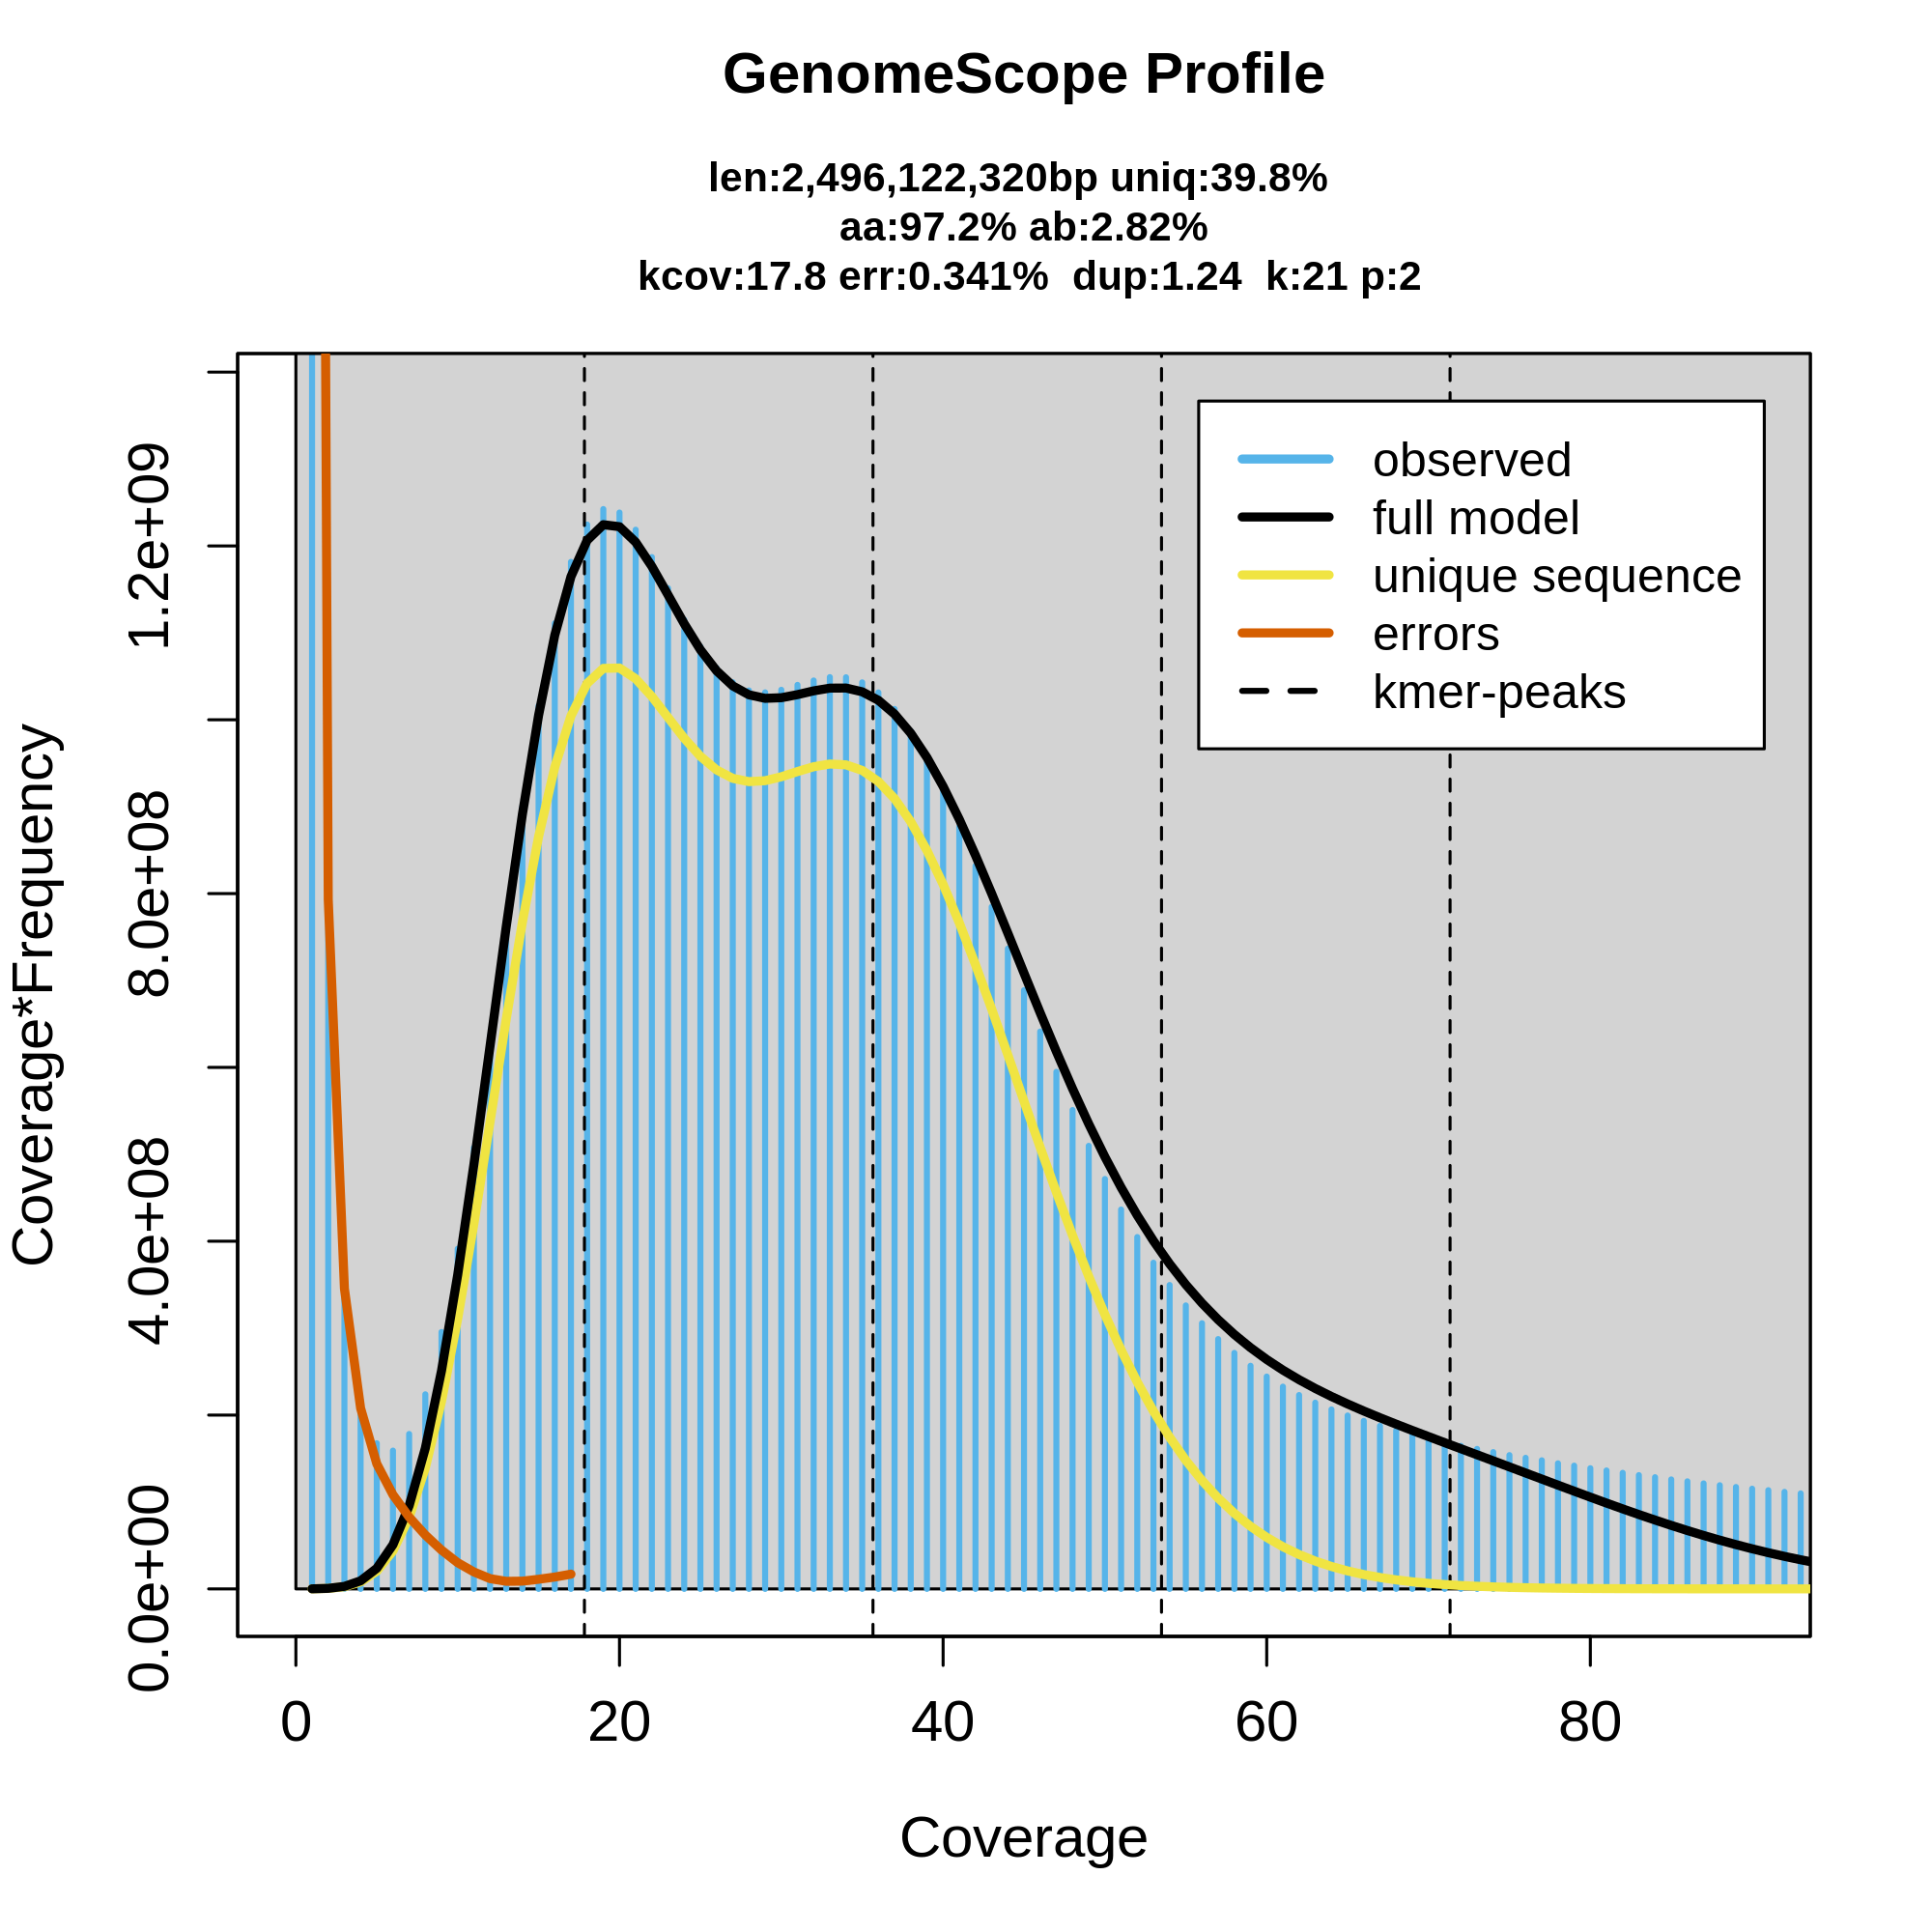 GenomeScope Profile
len:2,496,122,320bp uniq:39.8%
aa:97.2% ab:2.82%
kcov:17.8 err:0.341% dup:1.24 k:21 p:2
observed
full model
unique sequence
errors
kmer-peaks
Coverage*Frequency
1.2e+09
8.0e+08
4.0e+08
0.0e+00
0 20 40 60 80
Coverage